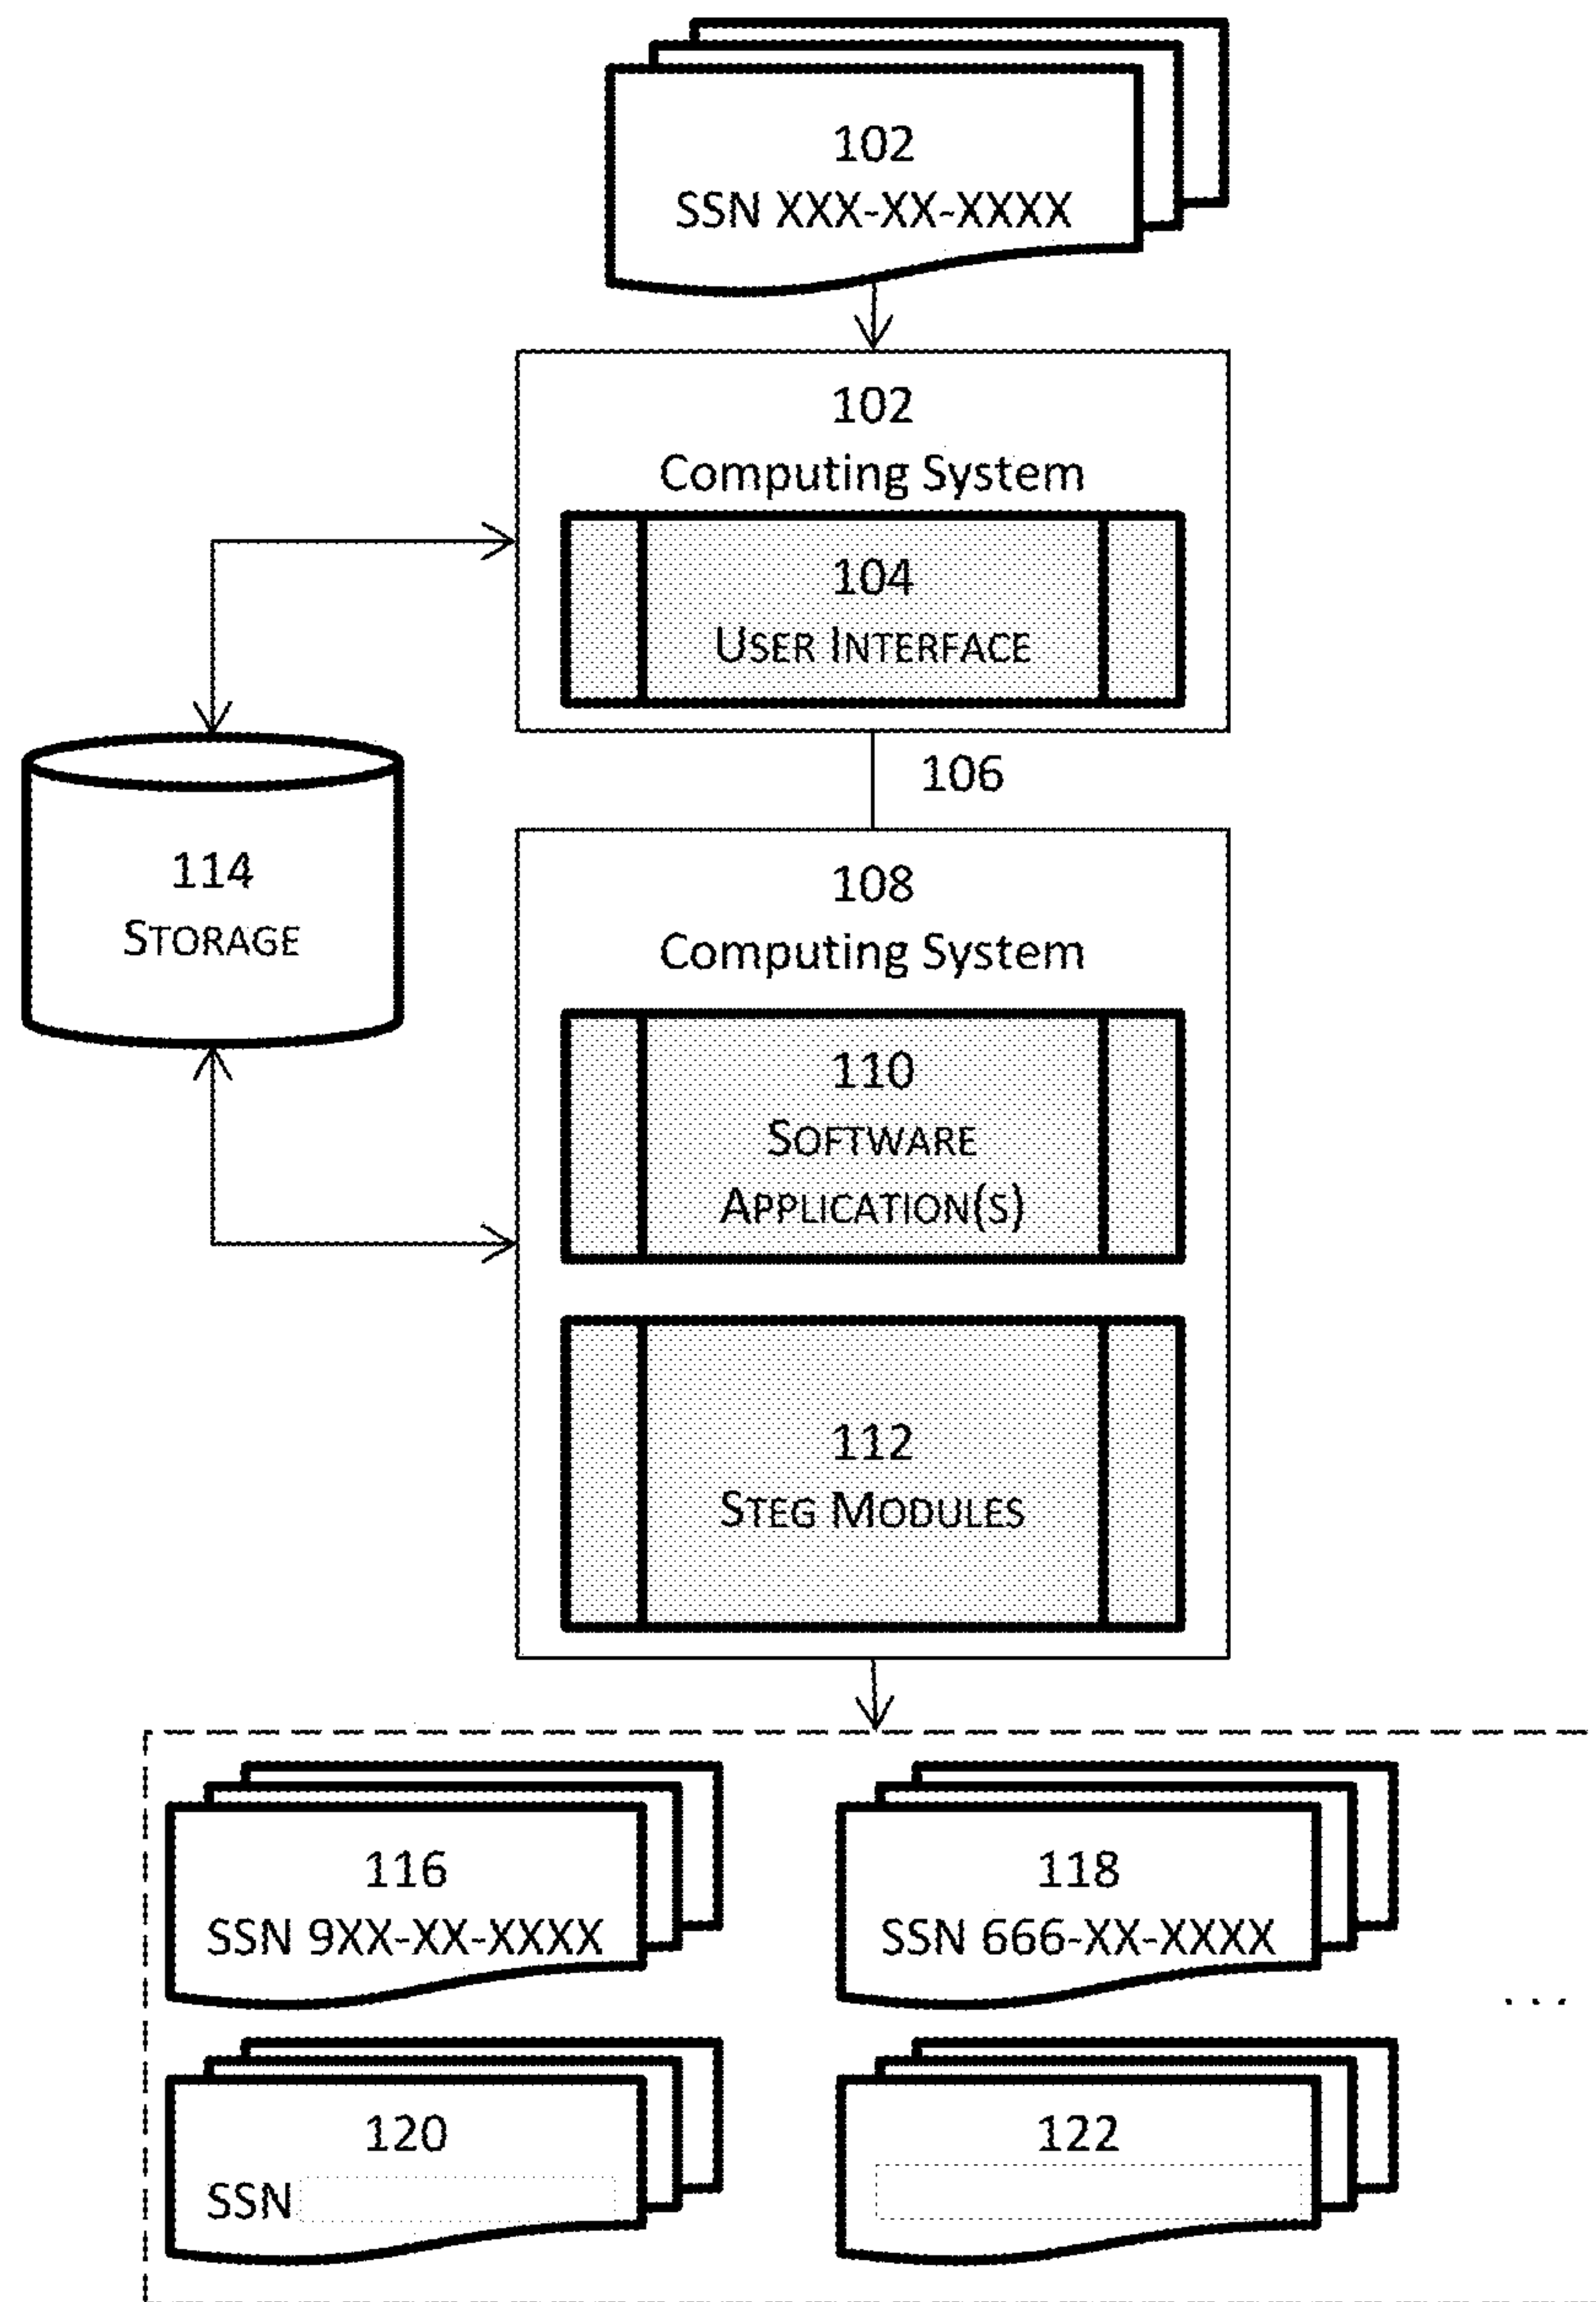 102
SSN XXX-XX-XXXX
102
Computing System
104
USER INTERFACE
106
114
STORAGE
108
Computing System
110
SOFTWARE
APPLICATION(S)
112
STEG MODULES
116
SSN 9XX-XX-XXXX
118
SSN 666-XX-XXXX
...
120
SSN
122